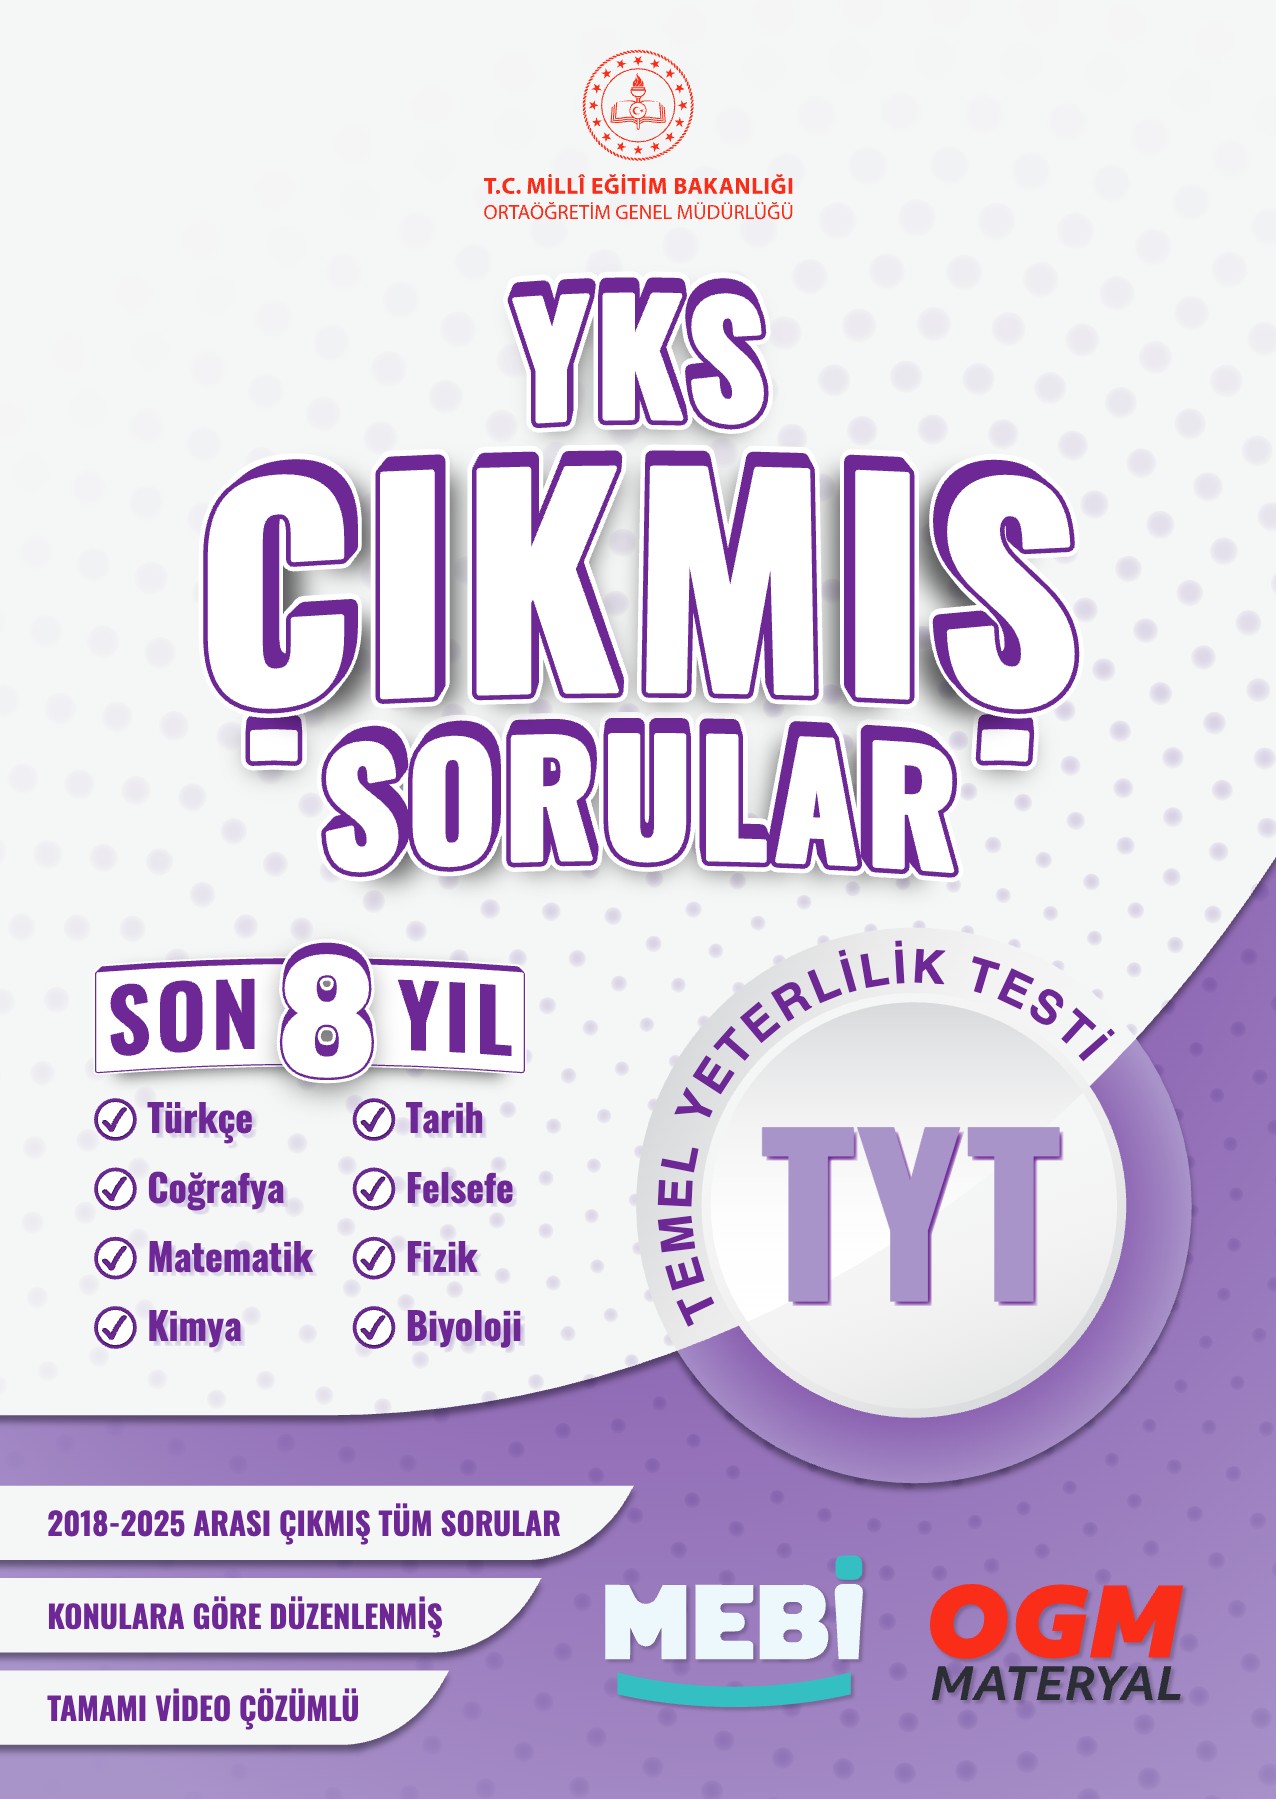 T.C. MİLLÎ EĞİTİM BAKANLIĞI
ORTAÖĞRETİM GENEL MÜDÜRLÜĞÜ
YKS
ÇIKMIŞ
SORULAR
SON 8 YIL
Türkçe
Tarih
Coğrafya
Felsefe
Matematik
Fizik
Kimya
Biyoloji
TEMEL YETERLİLİK TESTİ
TYT
2018-2025 ARASI ÇIKMIŞ TÜM SORULAR
KONULARA GÖRE DÜZENLENMİŞ
TAMAMI VİDEO ÇÖZÜMLÜ
MEBİ
OGM
MATERYAL